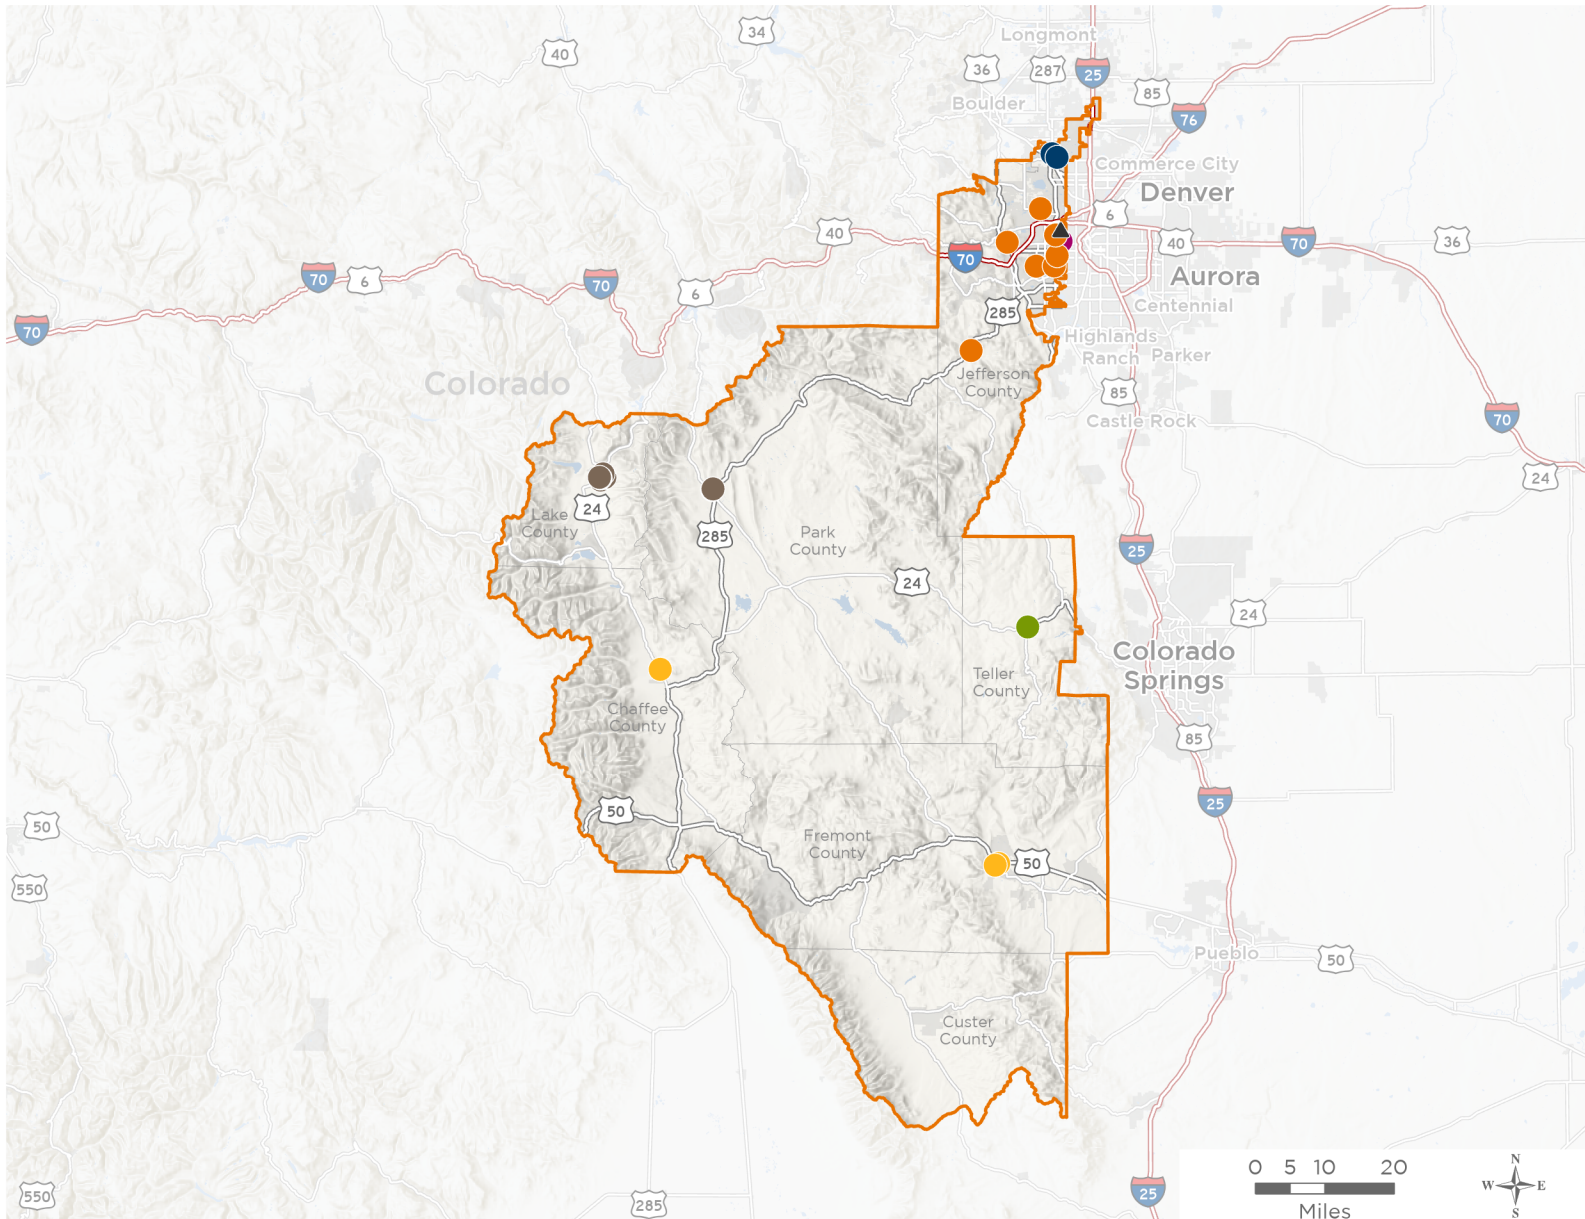 34
Longmont
40
36
287
25
85
Boulder
76
Commerce City
Denver
6
40
40
70
36
70
Aurora
70
6
70
6
Centennial
285
70
Highlands
Ranch
Parker
Jefferson
County
Colorado
85
70
Castle Rock
24
24
Lake
County
285
Park
County
25
24
24
Colorado
Springs
Teller
County
Chaffee
County
85
25
50
50
Fremont
County
50
550
Pueblo
50
Custer
County
0 5 10 20
Miles
N
W E
S
550
285
25